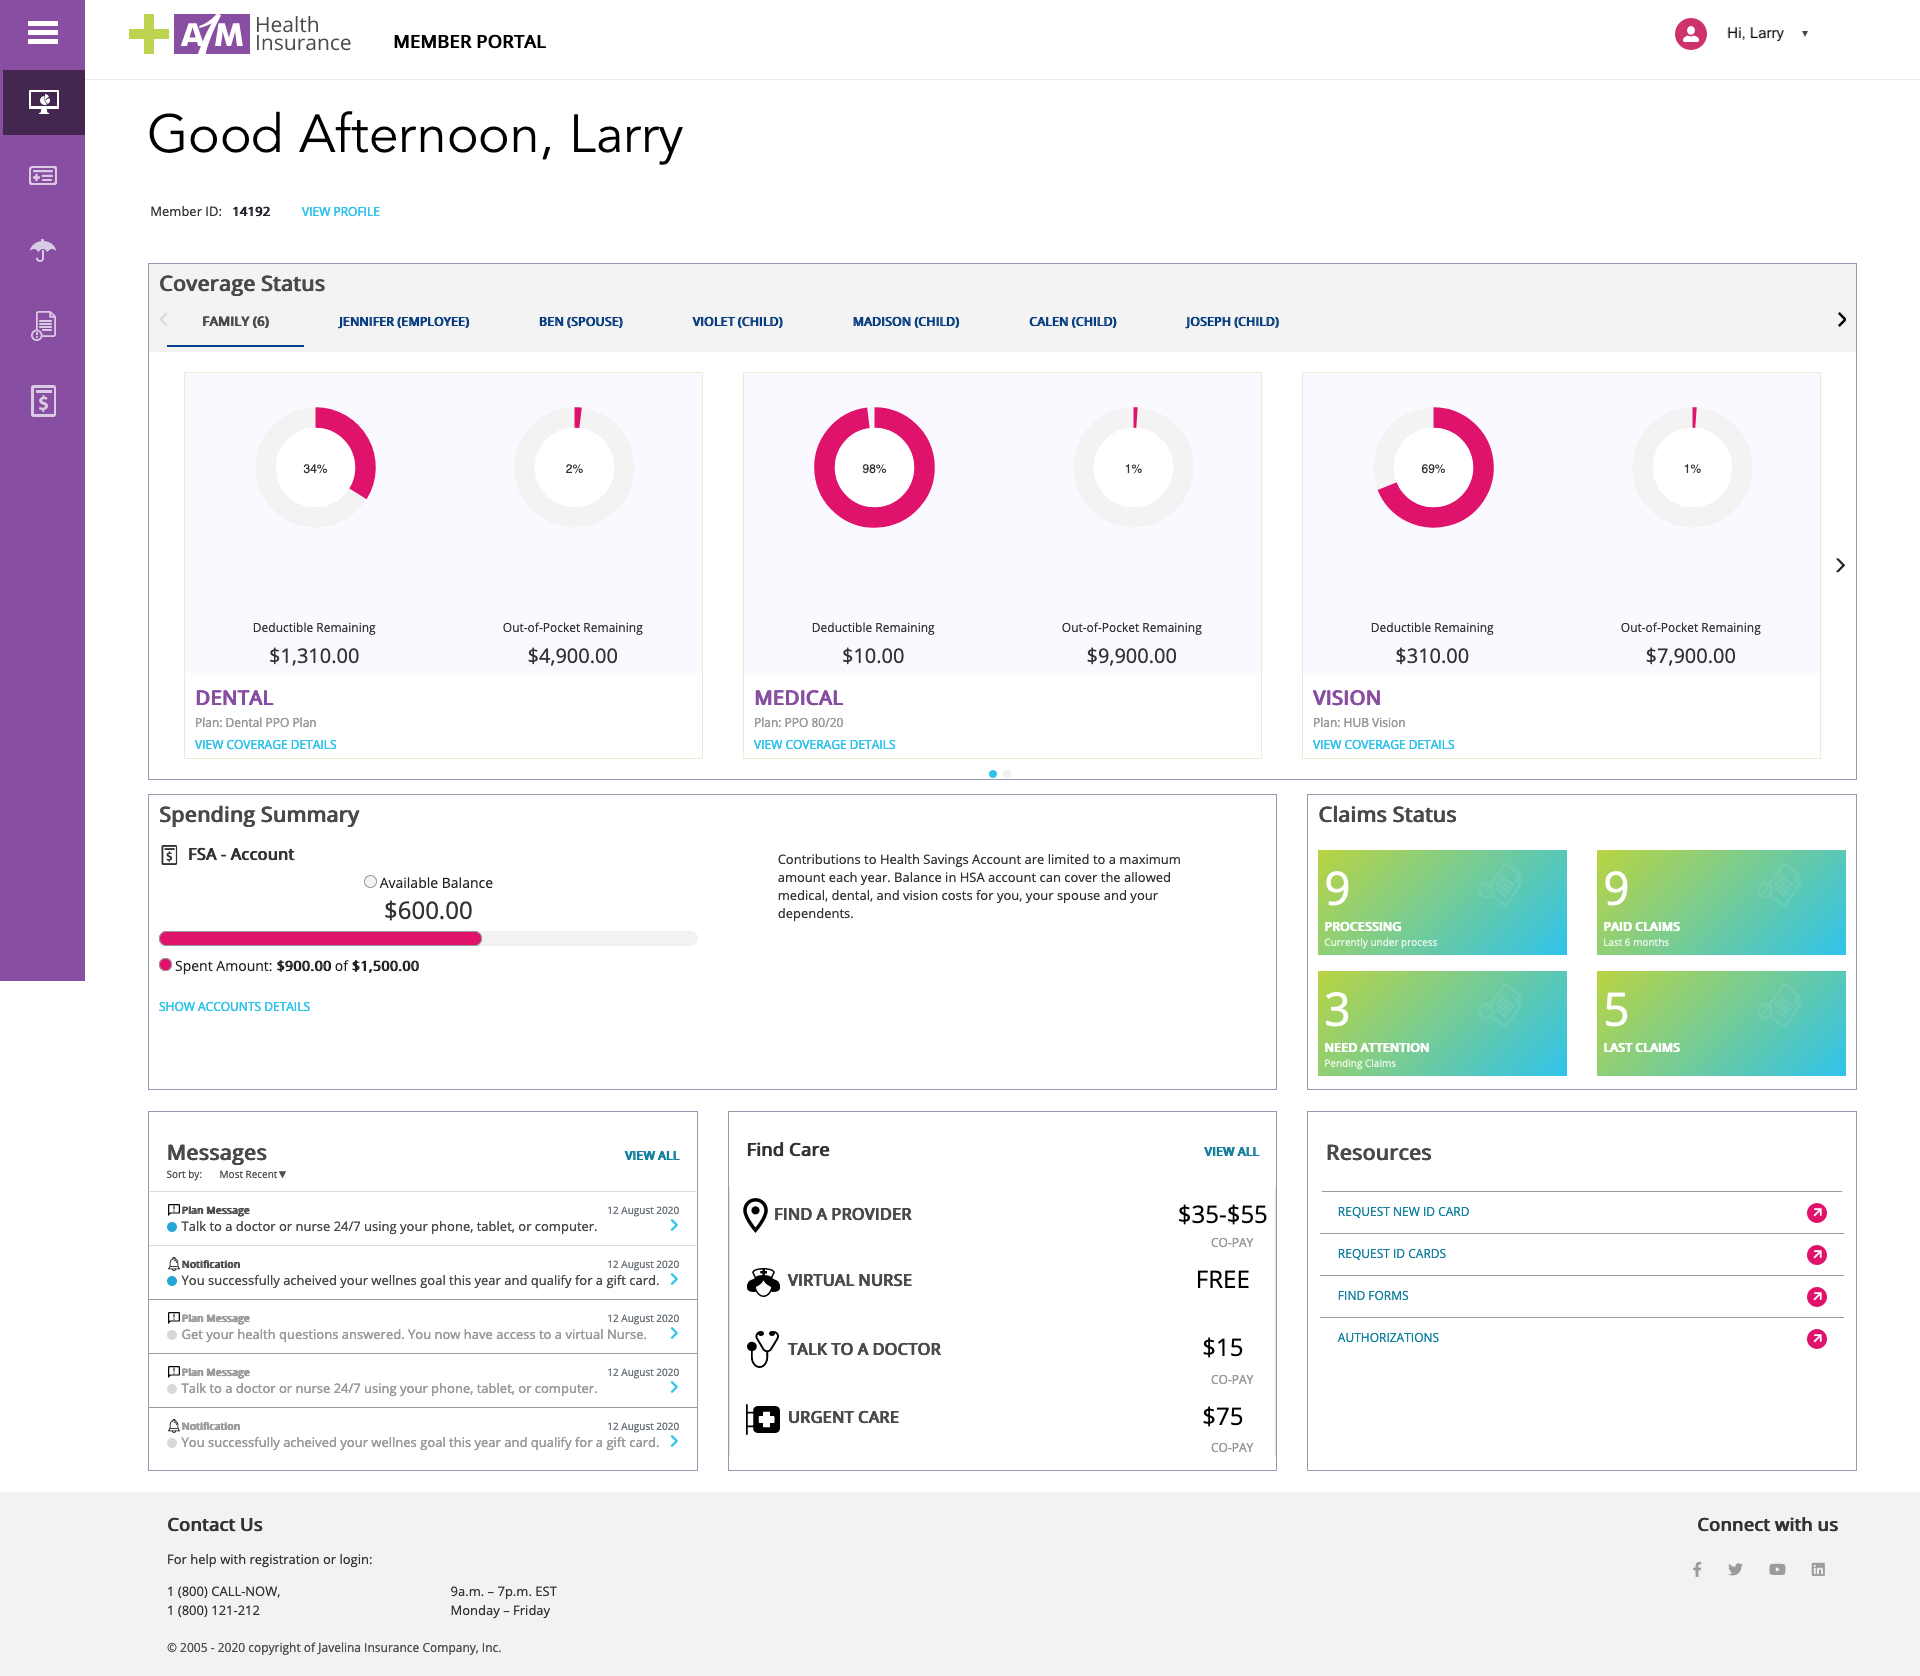 AIM Health Insurance
MEMBER PORTAL
Hi, Larry ▼
Good Afternoon, Larry
Member ID: 14192 VIEW PROFILE
Coverage Status
FAMILY (6) JENNIFER (EMPLOYEE) BEN (SPOUSE) VIOLET (CHILD) MADISON (CHILD) CALEN (CHILD) JOSEPH (CHILD)
34% 2% 98% 1% 69% 1%
Deductible Remaining Out-of-Pocket Remaining Deductible Remaining Out-of-Pocket Remaining Deductible Remaining Out-of-Pocket Remaining
$1,310.00 $4,900.00 $10.00 $9,900.00 $310.00 $7,900.00
DENTAL MEDICAL VISION
Plan: Dental PPO Plan Plan: PPO 80/20 Plan: HUB Vision
VIEW COVERAGE DETAILS VIEW COVERAGE DETAILS VIEW COVERAGE DETAILS
Spending Summary
FSA - Account
Available Balance
$600.00
Spent Amount: $900.00 of $1,500.00
SHOW ACCOUNTS DETAILS
Contributions to Health Savings Account are limited to a maximum
amount each year. Balance in HSA account can cover the allowed
medical, dental, and vision costs for you, your spouse and your
dependents.
Claims Status
9
PROCESSING
Currently under process
9
PAID CLAIMS
Last 6 months
3
NEED ATTENTION
Pending Claims
5
LAST CLAIMS
Messages VIEW ALL
Sort by: Most Recent▼
Plan Message 12 August 2020
Talk to a doctor or nurse 24/7 using your phone, tablet, or computer.
Notification 12 August 2020
You successfully acheived your wellnes goal this year and qualify for a gift card.
Plan Message 12 August 2020
Get your health questions answered. You now have access to a virtual Nurse.
Plan Message 12 August 2020
Talk to a doctor or nurse 24/7 using your phone, tablet, or computer.
Notification 12 August 2020
You successfully acheived your wellnes goal this year and qualify for a gift card.
Find Care VIEW ALL
FIND A PROVIDER $35-$55
CO-PAY
VIRTUAL NURSE FREE
TALK TO A DOCTOR $15
CO-PAY
URGENT CARE $75
CO-PAY
Resources
REQUEST NEW ID CARD
REQUEST ID CARDS
FIND FORMS
AUTHORIZATIONS
Contact Us
For help with registration or login:
1 (800) CALL-NOW, 9a.m. – 7p.m. EST
1 (800) 121-212 Monday – Friday
© 2005 - 2020 copyright of Javelina Insurance Company, Inc.
Connect with us